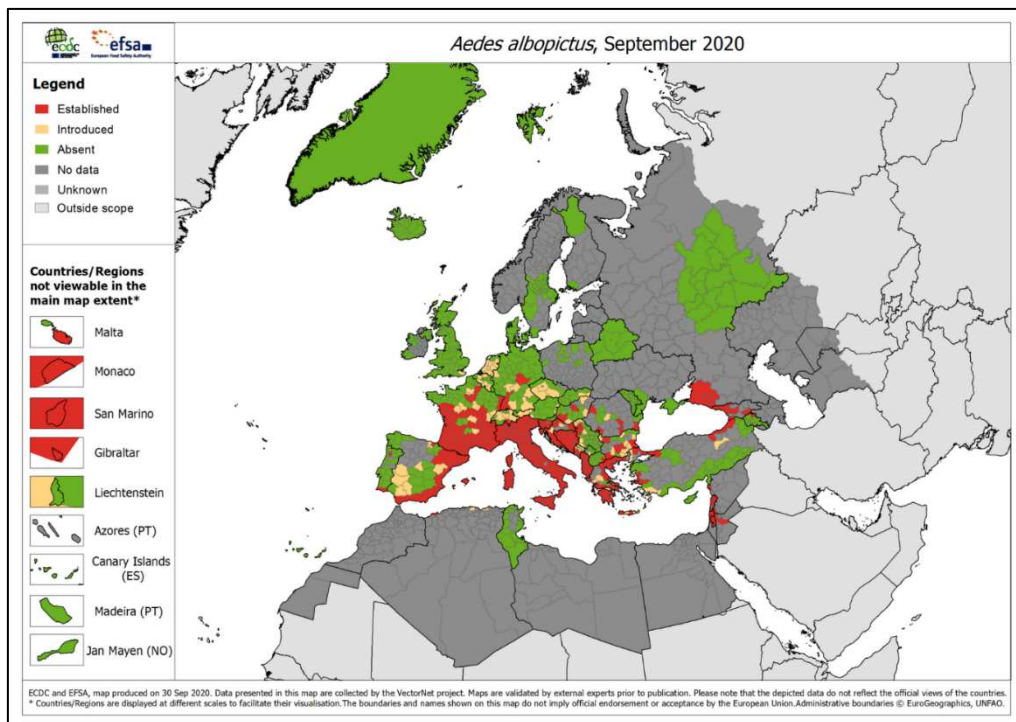 ecdc
efsa
European Food Safety Authority
Aedes albopictus, September 2020
Legend
Established
Introduced
Absent
No data
Unknown
Outside scope
Countries/Regions
not viewable in the
main map extent*
Malta
Monaco
San Marino
Gibraltar
Liechtenstein
Azores (PT)
Canary Islands
(ES)
Madeira (PT)
Jan Mayen (NO)
ECDC and EFSA, map produced on 30 Sep 2020. Data presented in this map are collected by the VectorNet project. Maps are validated by external experts prior to publication. Please note that the depicted data do not reflect the official views of the countries.
* Countries/Regions are displayed at different scales to facilitate their visualisation.The boundaries and names shown on this map do not imply official endorsement or acceptance by the European Union.Administrative boundaries © EuroGeographics, UNFAO.